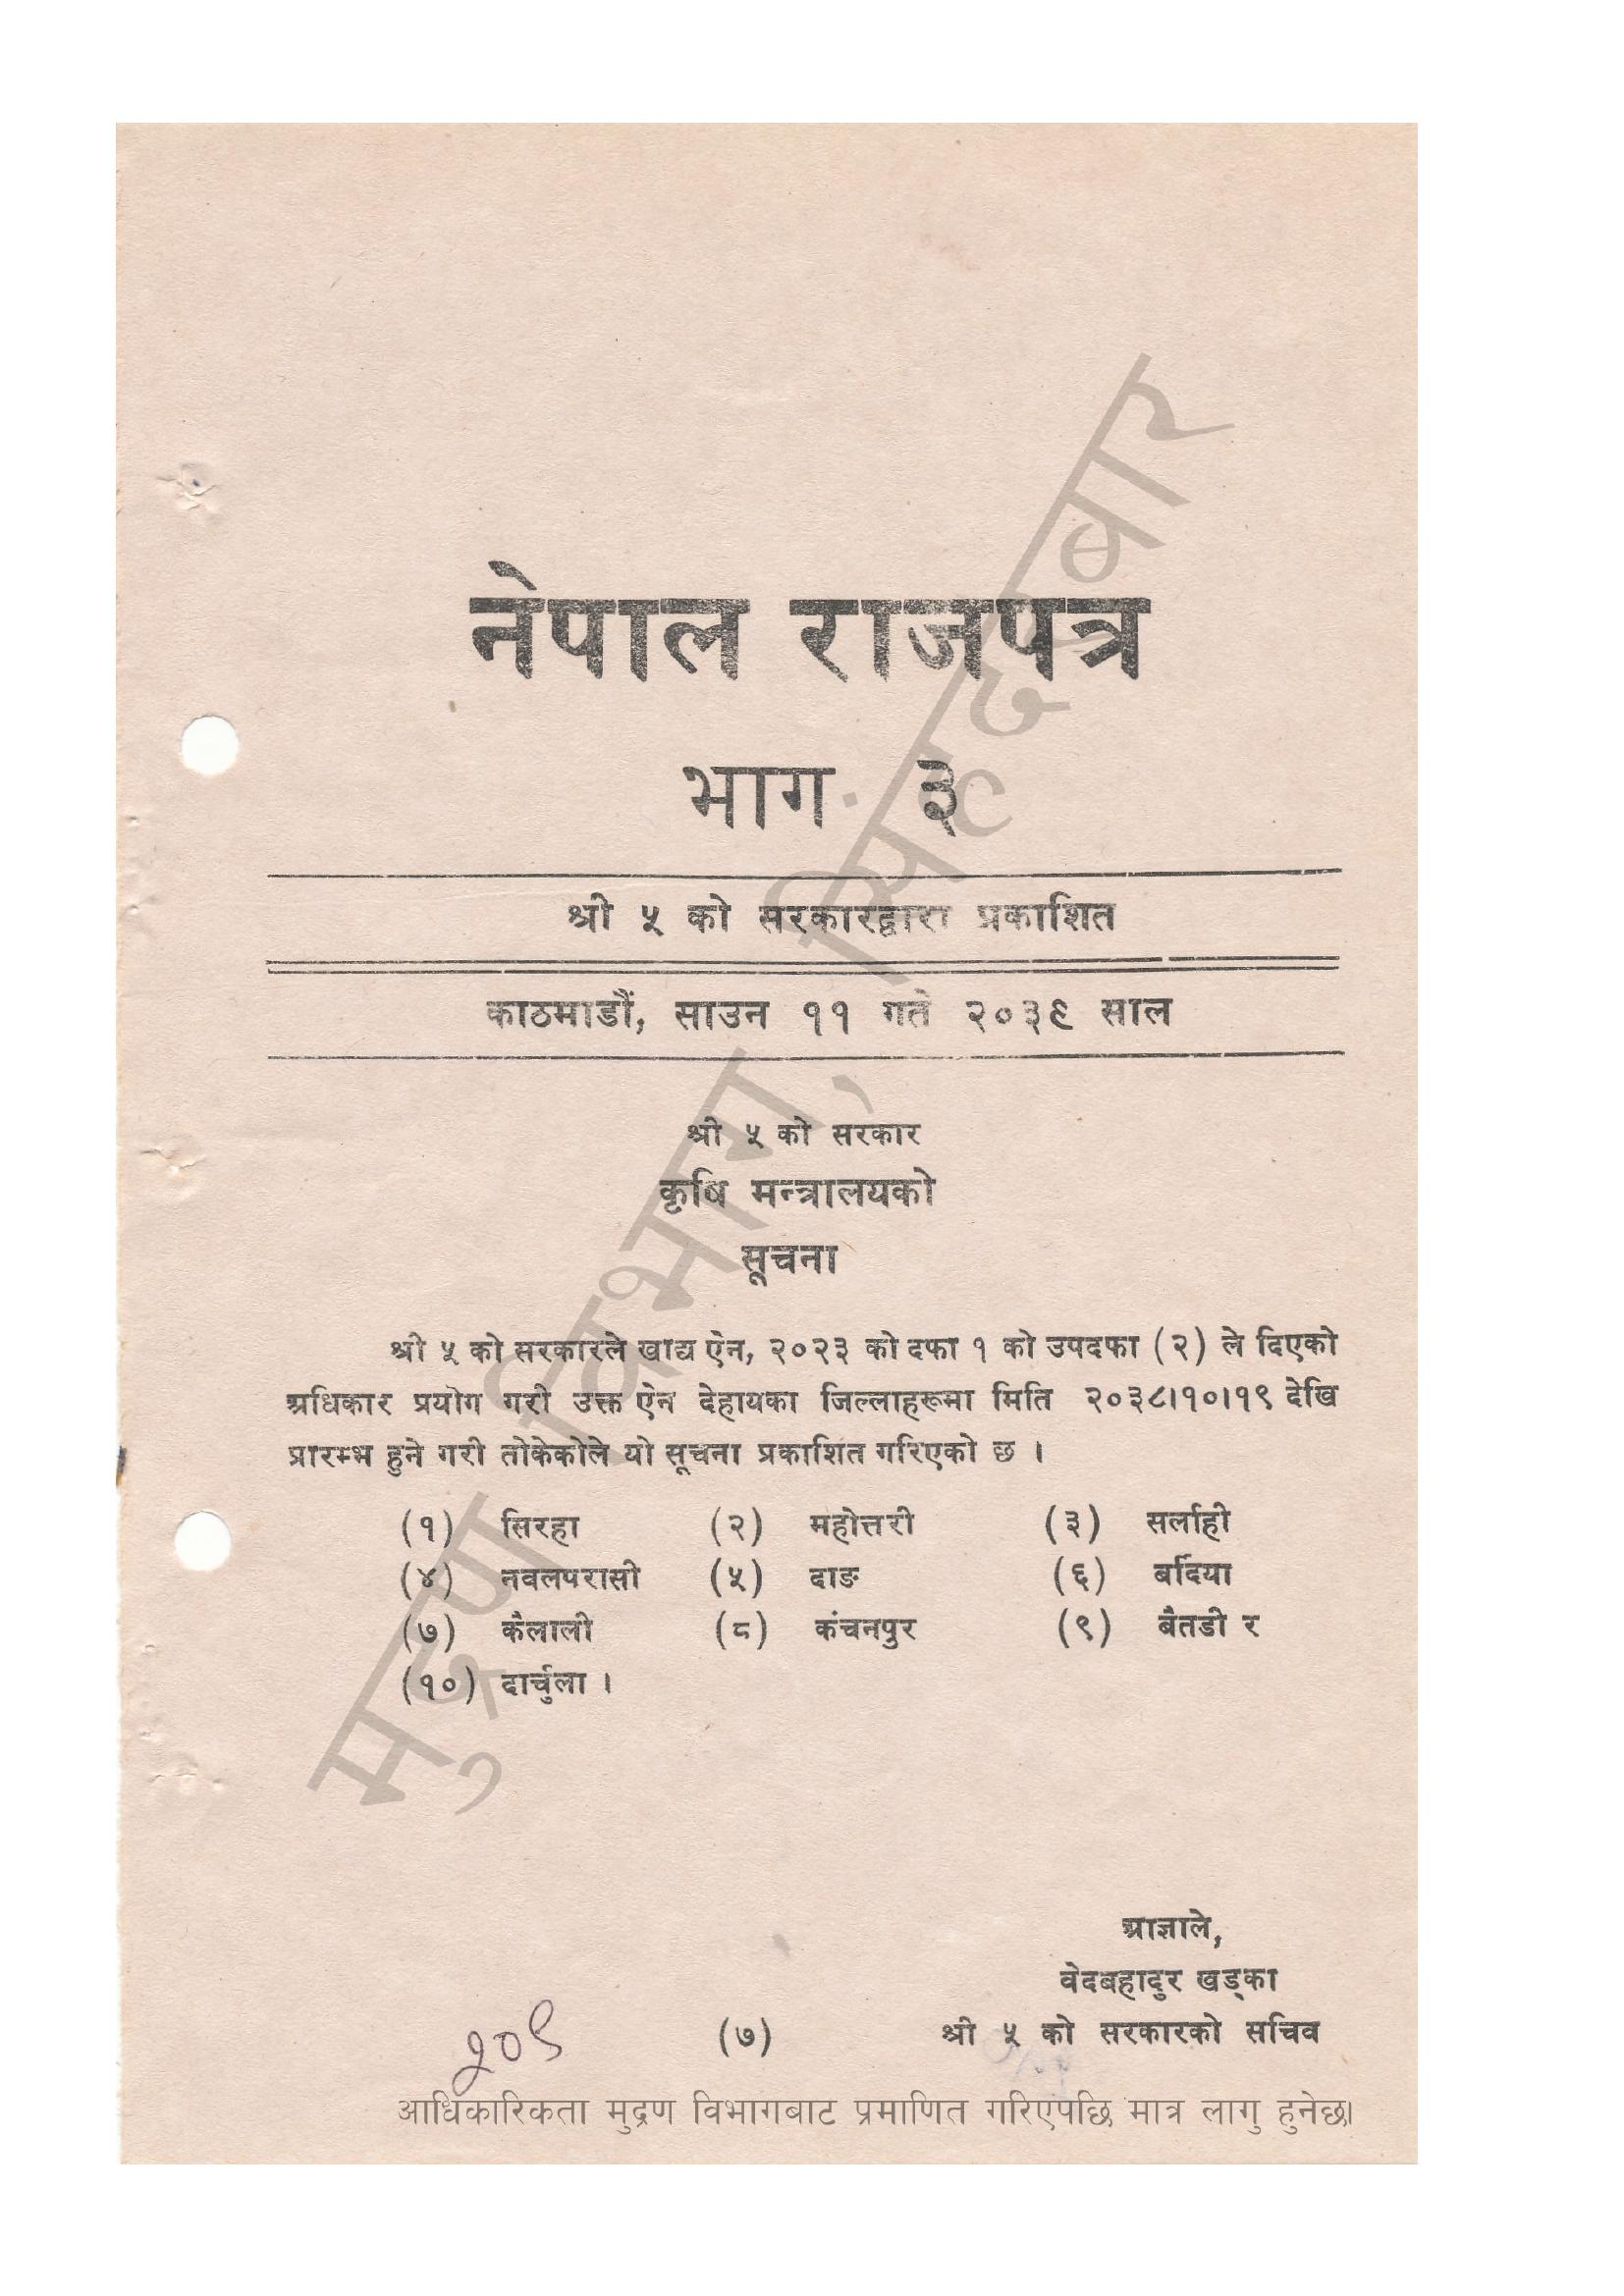 नेपाल राजपत्र
भाग ३
श्री ५ को सरकारद्वारा प्रकाशित
काठमाडौं, साउन ११ गते २०३९ साल
श्री ५ को सरकार
कृषि मन्त्रालयको
सूचना
श्री ५ को सरकारले खाद्य ऐन, २०२३ को दफा १ को उपदफा (२) ले दिएको
अधिकार प्रयोग गरी उक्त ऐन देहायका जिल्लाहरूमा मिति २०३८।१०।१९ देखि
प्रारम्भ हुने गरी तोकेकोले यो सूचना प्रकाशित गरिएको छ ।
(१) सिरहा (२) महोत्तरी (३) सर्लाही
(४) नवलपरासी (५) दाङ (६) बर्दिया
(७) कैलाली (८) कंचनपुर (९) बैतडी र
(१०) दार्चुला ।
आज्ञाले,
वेदबहादुर खड्का
२०९ (७) श्री ५ को सरकारको सचिव
आधिकारिकता मुद्रण विभागबाट प्रमाणित गरिएपछि मात्र लागु हुनेछ।
मुद्रण विभाग, सिंहदरबार